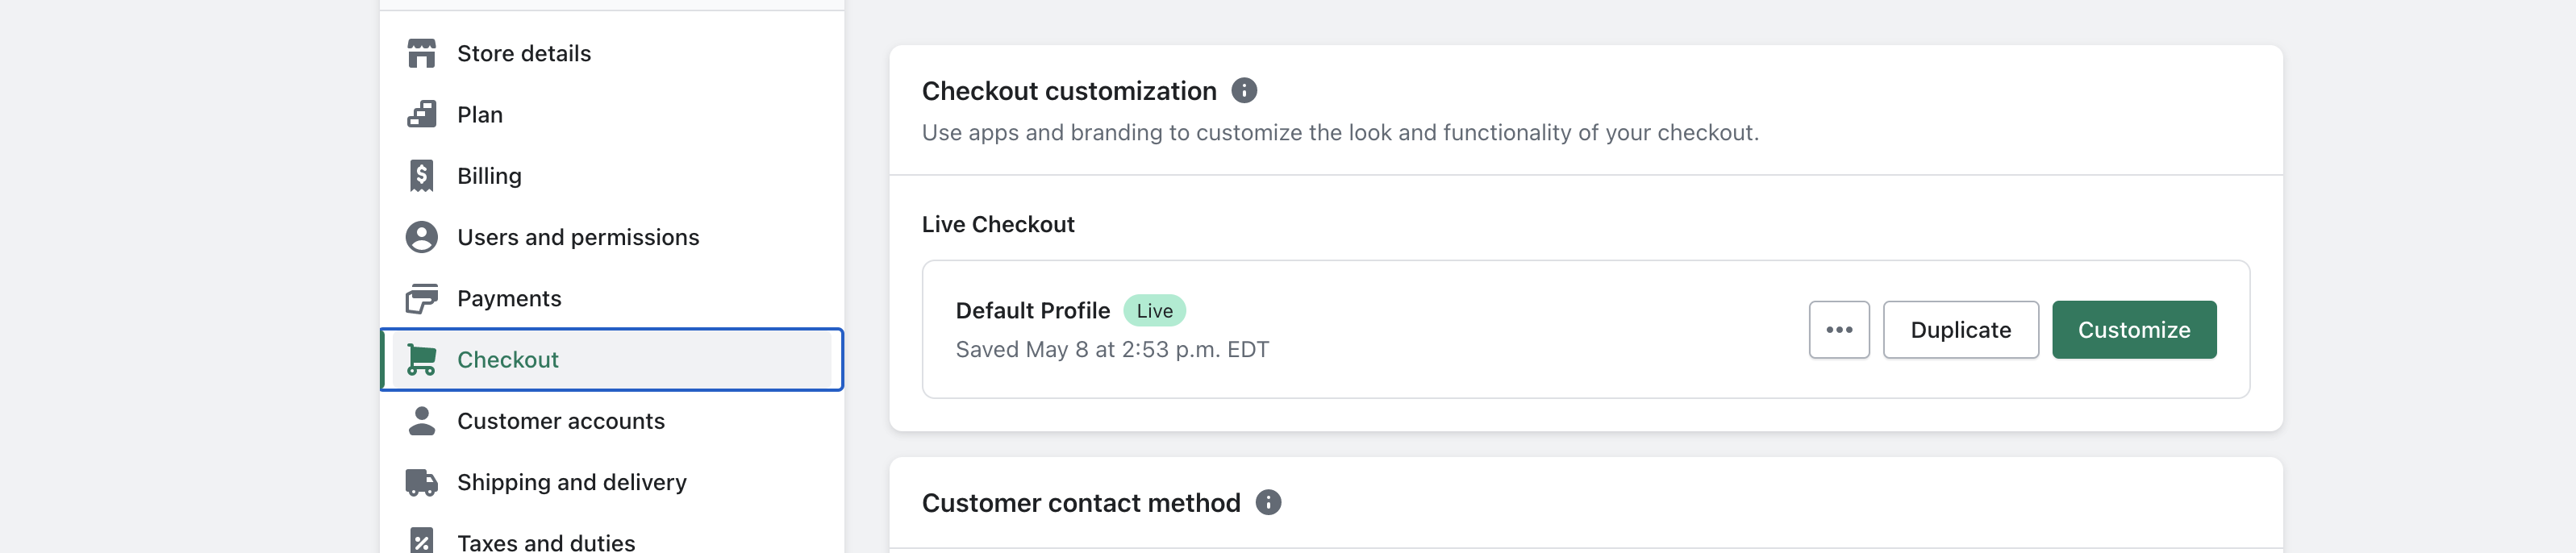 Store details
Plan
Billing
Users and permissions
Payments
Checkout
Customer accounts
Shipping and delivery
Taxes and duties
Checkout customization
Use apps and branding to customize the look and functionality of your checkout.
Live Checkout
Default Profile Live
Saved May 8 at 2:53 p.m. EDT
Duplicate
Customize
Customer contact method